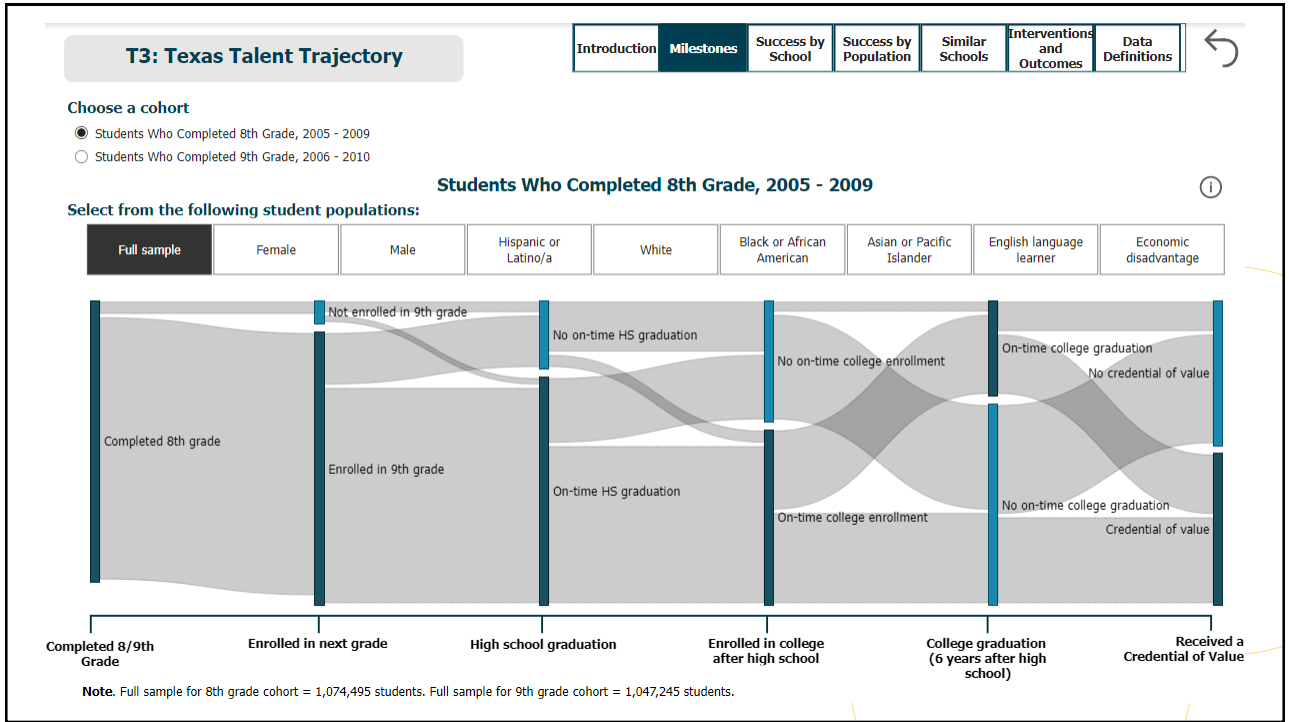 T3: Texas Talent Trajectory
Introduction
Milestones
Success by
School
Success by
Population
Similar
Schools
Interventions
and
Outcomes
Data
Definitions
Choose a cohort
Students Who Completed 8th Grade, 2005 - 2009
Students Who Completed 9th Grade, 2006 - 2010
Students Who Completed 8th Grade, 2005 - 2009
i
Select from the following student populations:
Full sample
Female
Male
Hispanic or
Latino/a
White
Black or African
American
Asian or Pacific
Islander
English language
learner
Economic
disadvantage
Not enrolled in 9th grade
No on-time HS graduation
On-time college graduation
No on-time college enrollment
No credential of value
Completed 8th grade
Enrolled in 9th grade
On-time HS graduation
No on-time college graduation
On-time college enrollment
Credential of value
Completed 8/9th
Grade
Enrolled in next grade
High school graduation
Enrolled in college
after high school
College graduation
(6 years after high
school)
Received a
Credential of Value
Note. Full sample for 8th grade cohort = 1,074,495 students. Full sample for 9th grade cohort = 1,047,245 students.